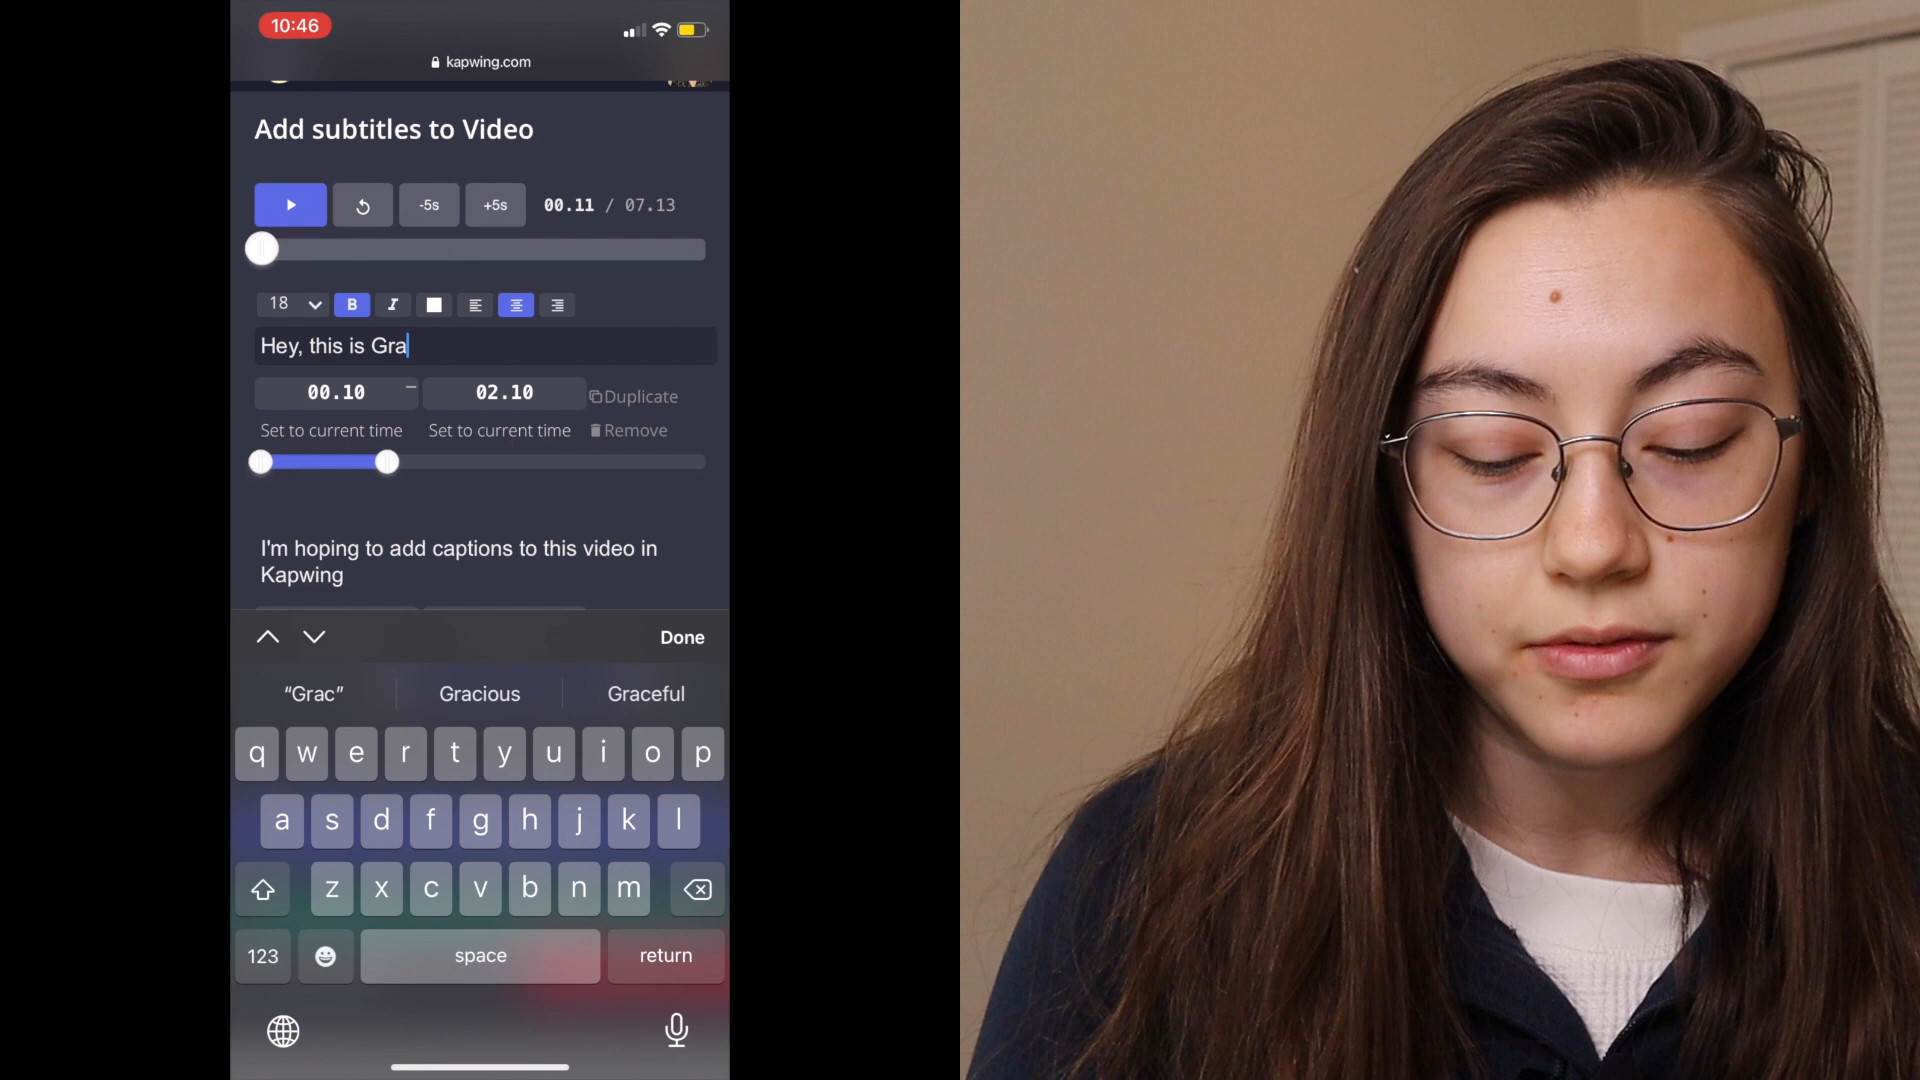 10:46
kapwing.com
Add subtitles to Video
-5s +5s 00.11 / 07.13
18 B I
Hey, this is Gra
00.10 – 02.10 Duplicate
Set to current time Set to current time Remove
I'm hoping to add captions to this video in
Kapwing
Done
“Grac” Gracious Graceful
q w e r t y u i o p
a s d f g h j k l
z x c v b n m
123 space return